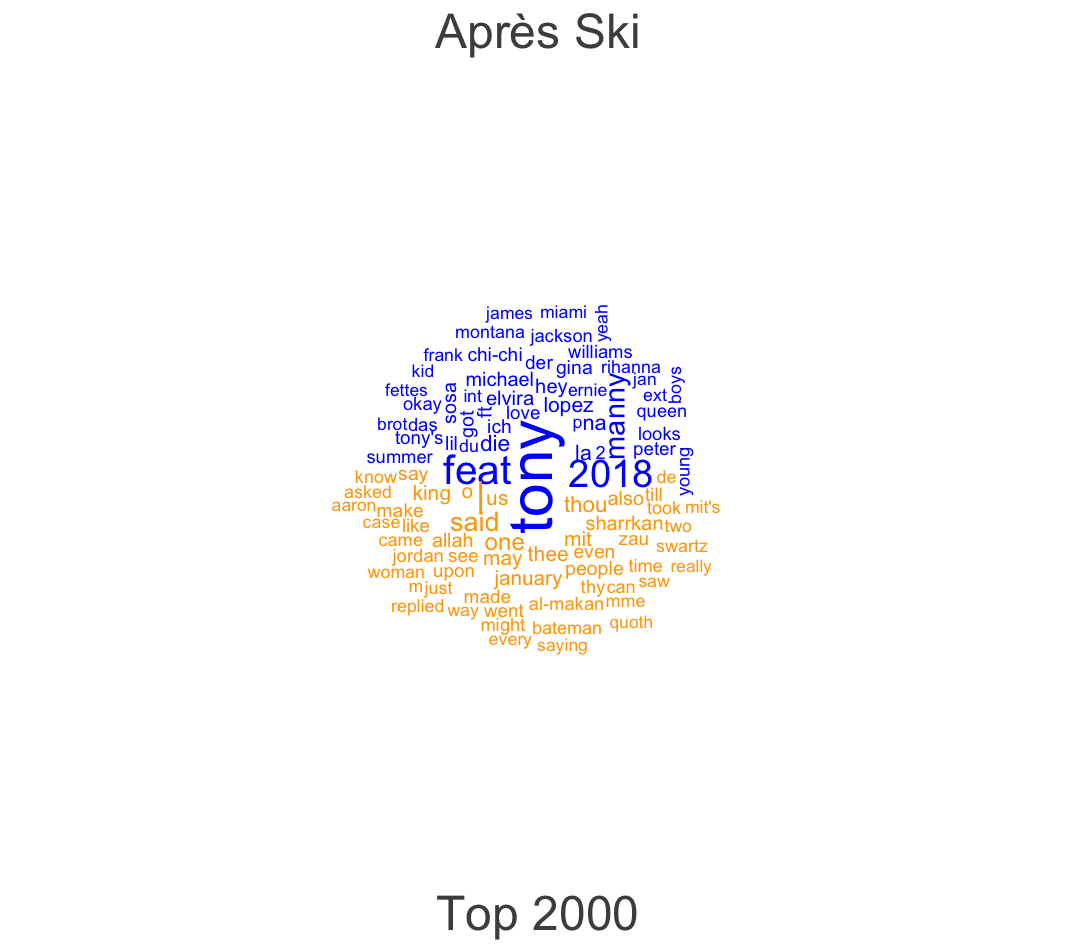 Après Ski
james miami yeah
montana jackson
frank chi-chi der gina williams rihanna
kid michael hey ernie manny jan boys
fettes sosa int elvira love lopez ext
okay got ft queen
brot das ich p na
tony's lil du die la 2 looks peter
summer feat tony 2018 young
know say de
asked king o I us thou also till
aaron make took mit's
case like said sharrkan two
came allah one mit zau swartz
jordan see may thee even
woman upon january people time really
m just made thy can saw
replied way went al-makan mme
might bateman quoth
every saying
Top 2000